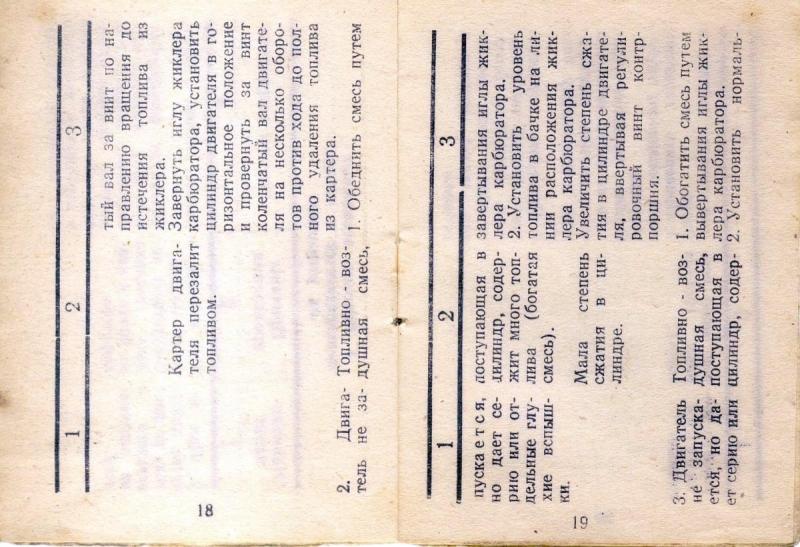 1
2
3
тый вал за винт по на-
правлению вращения до
истечения топлива из
жиклера.
Картер двига-
теля перезалит
топливом.
Завернуть иглу жиклера
карбюратора, установить
цилиндр двигателя в го-
ризонтальное положение
и провернуть за винт
коленчатый вал двигате-
ля на несколько оборо-
тов против хода до пол-
ного удаления топлива
из картера.
2. Двига-
тель не за-
Топливно - воз-
душная смесь,
1. Обеднить смесь путем
18
1
2
3
пускается,
но дает се-
рию или от-
дельные глу-
хие вспыш-
ки.
поступающая в
цилиндр, содер-
жит много топ-
лива (богатая
смесь).
завертывания иглы жик-
лера карбюратора.
2. Установить уровень
топлива в бачке на ли-
нии расположения жик-
лера карбюратора.
Мала степень
сжатия в ци-
линдре.
Увеличить степень сжа-
тия в цилиндре двигате-
ля, ввертывая регули-
ровочный винт контр-
поршня.
3. Двигатель
не запуска-
ется, но да-
ет серию или
Топливно - воз-
душная смесь,
поступающая в
цилиндр, содер-
1. Обогатить смесь путем
вывертывания иглы жик-
лера карбюратора.
2. Установить нормаль-
19